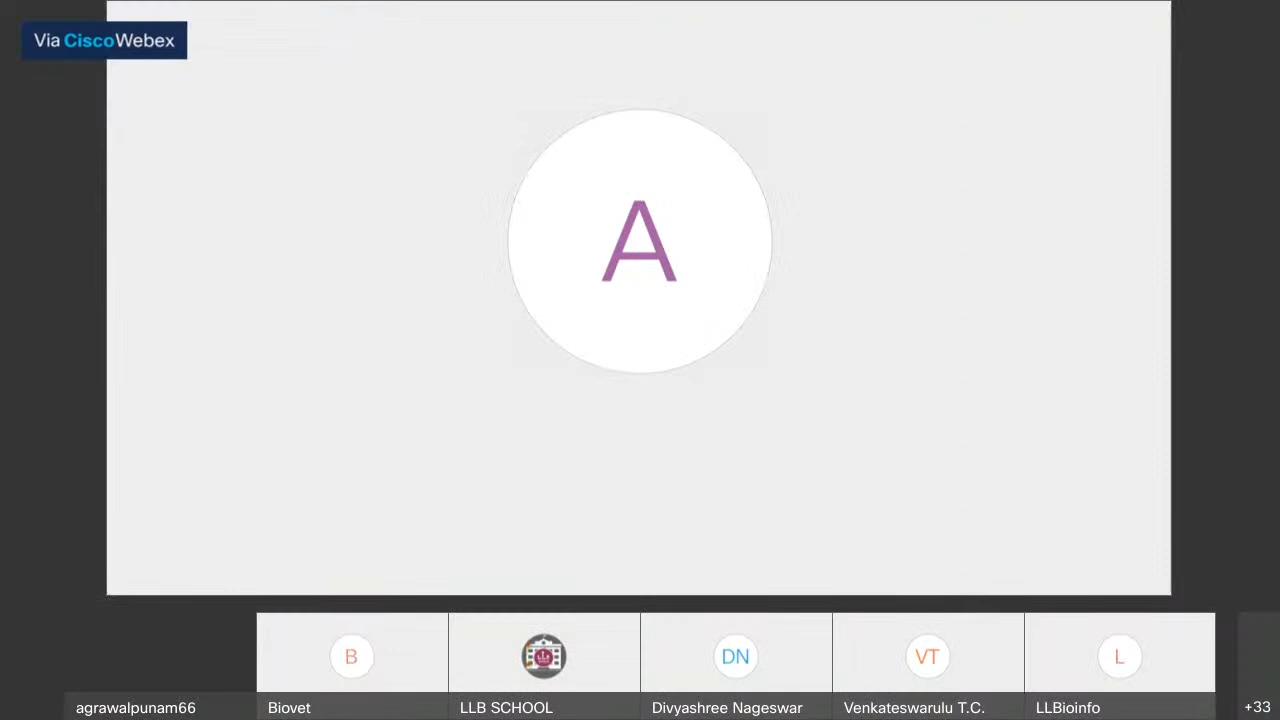 Via CiscoWebex
A
B
DN
VT
L
agrawalpunam66
Biovet
LLB SCHOOL
Divyashree Nageswar
Venkateswarulu T.C.
LLBioinfo
+33